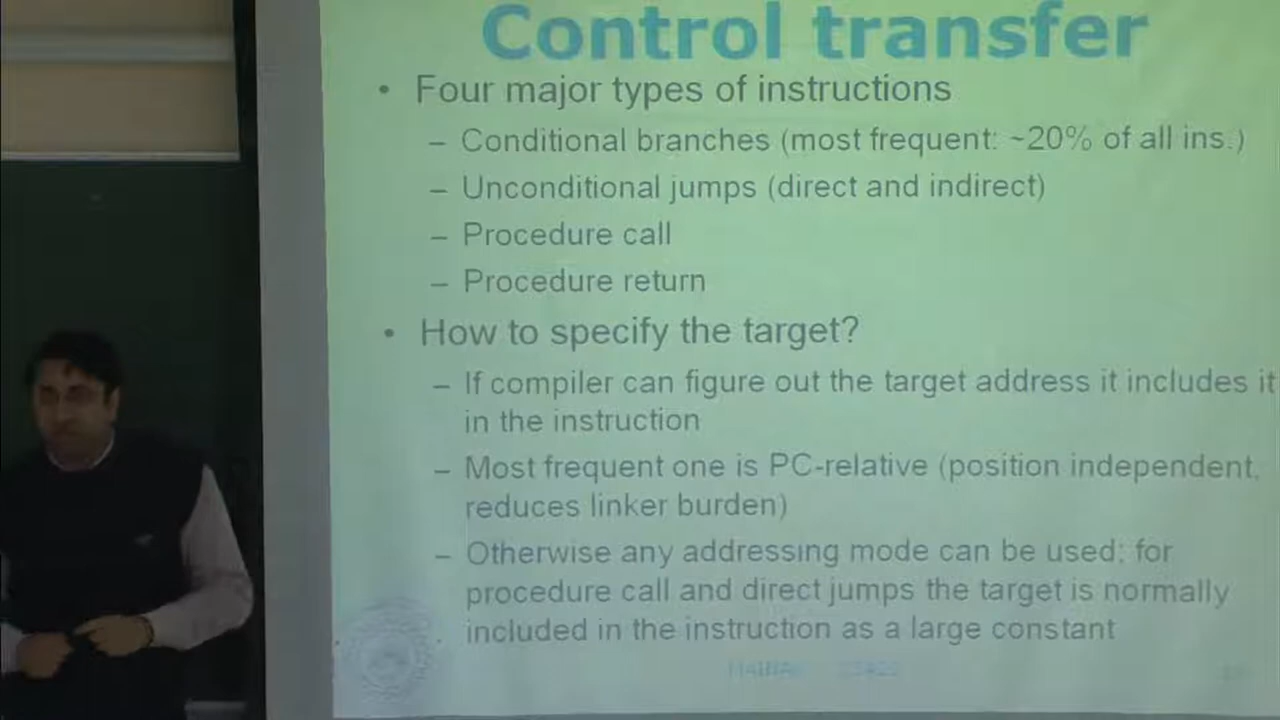 Control transfer
• Four major types of instructions
– Conditional branches (most frequent: ~20% of all ins.)
– Unconditional jumps (direct and indirect)
– Procedure call
– Procedure return
• How to specify the target?
– If compiler can figure out the target address it includes it
in the instruction
– Most frequent one is PC-relative (position independent,
reduces linker burden)
– Otherwise any addressing mode can be used; for
procedure call and direct jumps the target is normally
included in the instruction as a large constant